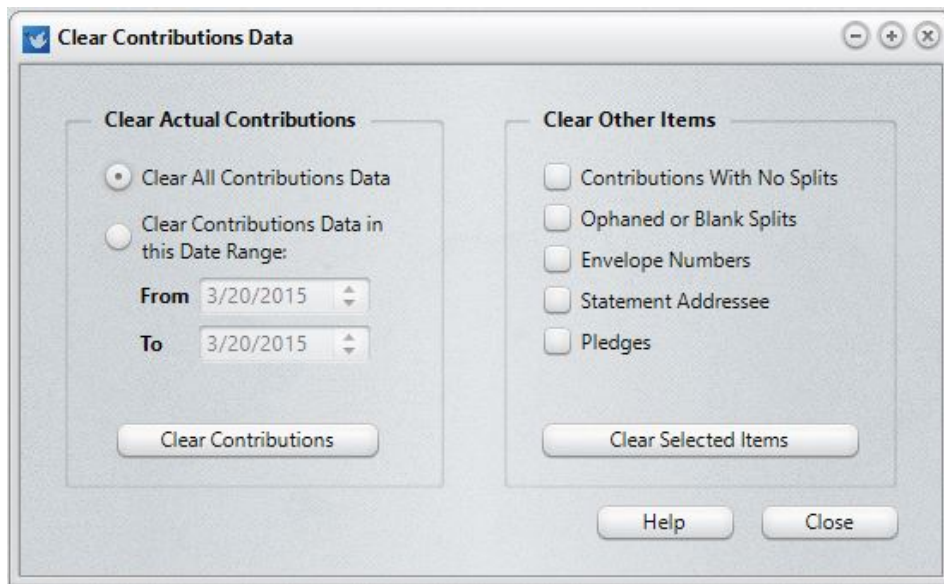 Clear Contributions Data
Clear Actual Contributions
Clear All Contributions Data
Clear Contributions Data in
this Date Range:
From 3/20/2015
To 3/20/2015
Clear Contributions
Clear Other Items
Contributions With No Splits
Ophaned or Blank Splits
Envelope Numbers
Statement Addressee
Pledges
Clear Selected Items
Help Close